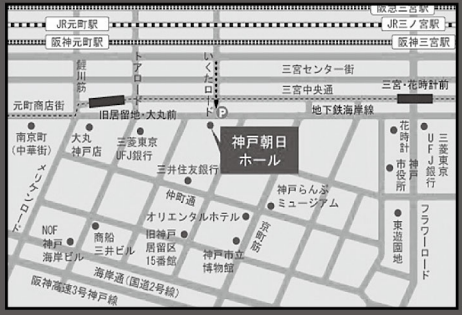 阪急三宮駅
JR元町駅
JR三ノ宮駅
阪神元町駅
阪神三宮駅
鯉川筋
トアロード
いくたロード
三宮センター街
三宮中央通
三宮・花時計前
元町商店街
旧居留地・大丸前
P
地下鉄海岸線
南京町
(中華街)
大丸
神戸店
三菱東京
UFJ銀行
神戸朝日
ホール
花時計
神戸
市役所
三菱東京
UFJ銀行
三井住友銀行
メリケンロード
仲町通
神戸らんぷ
ミュージアム
オリエンタルホテル
京町筋
NOF
神戸
海岸ビル
商船
三井ビル
旧神戸
居留区
15番館
神戸市立
博物館
東遊園地
フラワーロード
海岸通(国道2号線)
阪神高速3号神戸線